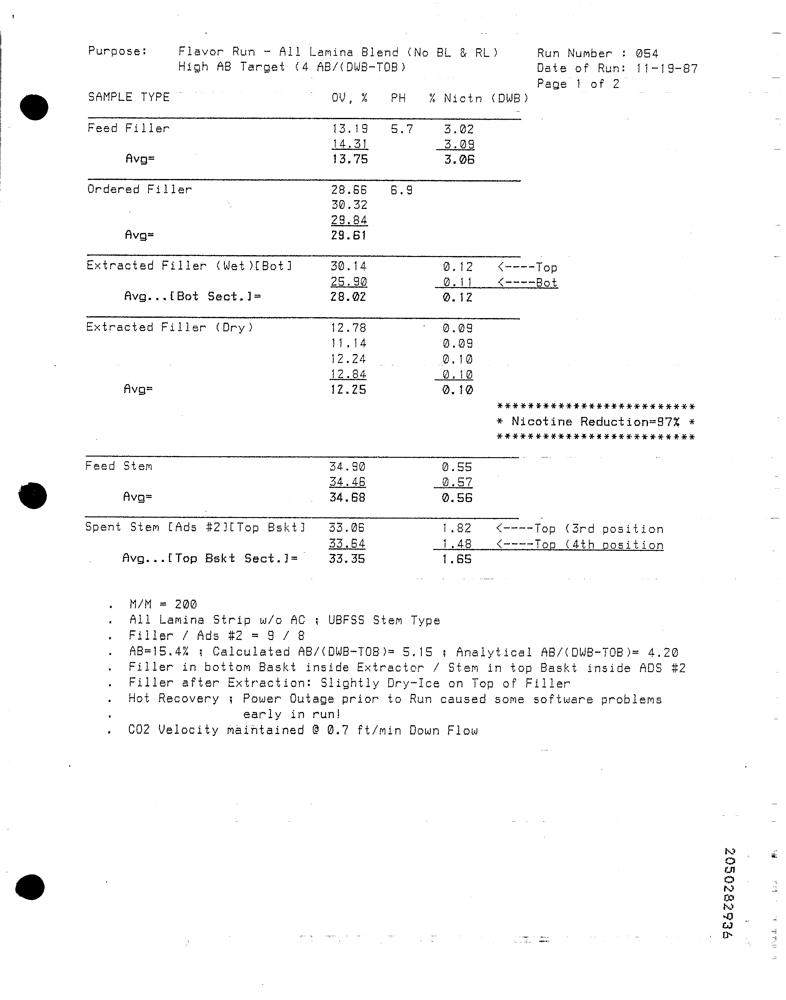 Purpose: Flavor Run - All Lamina Blend (No BL & RL) Run Number : 054
High AB Target (4 AB/(DWB-TOB) Date of Run: 11-19-87
Page 1 of 2
SAMPLE TYPE OV, % PH % Nictn (DWB)
Feed Filler 13.19 5.7 3.02
14.31 3.09
Avg= 13.75 3.06
Ordered Filler 28.66 6.9
30.32
29.84
Avg= 29.61
Extracted Filler (Wet)[Bot] 30.14 0.12 <----Top
25.90 0.11 <----Bot
Avg...[Bot Sect.]= 28.02 0.12
Extracted Filler (Dry) 12.78 0.09
11.14 0.09
12.24 0.10
12.84 0.10
Avg= 12.25 0.10
**************************
* Nicotine Reduction=97% *
**************************
Feed Stem 34.90 0.55
34.46 0.57
Avg= 34.68 0.56
Spent Stem [Ads #2][Top Bskt] 33.06 1.82 <----Top (3rd position
33.64 1.48 <----Top (4th position
Avg...[Top Bskt Sect.]= 33.35 1.65
. M/M = 200
. All Lamina Strip w/o AC ; UBFSS Stem Type
. Filler / Ads #2 = 9 / 8
. AB=15.4% ; Calculated AB/(DWB-TOB)= 5.15 ; Analytical AB/(DWB-TOB)= 4.20
. Filler in bottom Baskt inside Extractor / Stem in top Baskt inside ADS #2
. Filler after Extraction: Slightly Dry-Ice on Top of Filler
. Hot Recovery ; Power Outage prior to Run caused some software problems
. early in run!
. CO2 Velocity maintained @ 0.7 ft/min Down Flow
2050282936